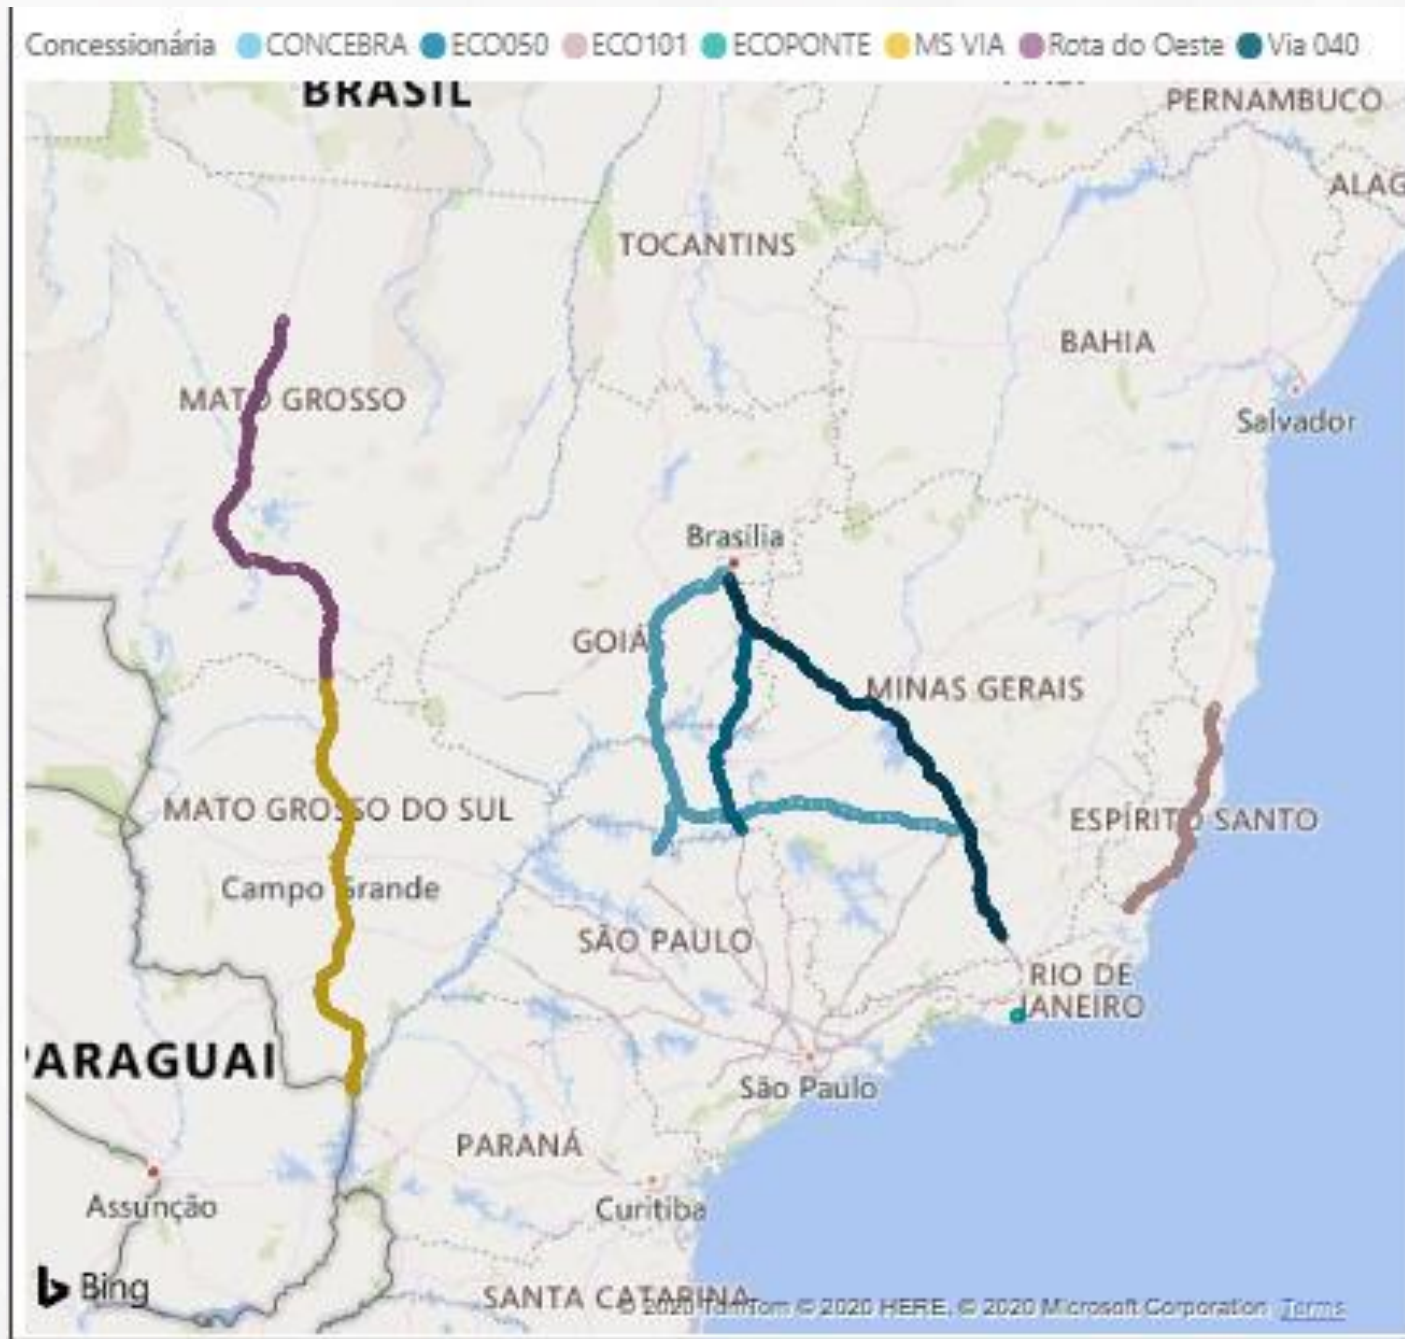 Concessionária CONCEBRA ECO050 ECO101 ECOPONTE MS VIA Rota do Oeste Via 040
BRASIL
PERNAMBUCO
ALAG
TOCANTINS
BAHIA
MATO GROSSO
Salvador
Brasília
GOIÁ
MINAS GERAIS
MATO GROSSO DO SUL
ESPÍRITO SANTO
Campo Grande
SÃO PAULO
RIO DE
JANEIRO
PARAGUAI
São Paulo
PARANÁ
Assunção
Curitiba
Bing
SANTA CATARINA
© 2020 TomTom © 2020 HERE, © 2020 Microsoft Corporation Terms